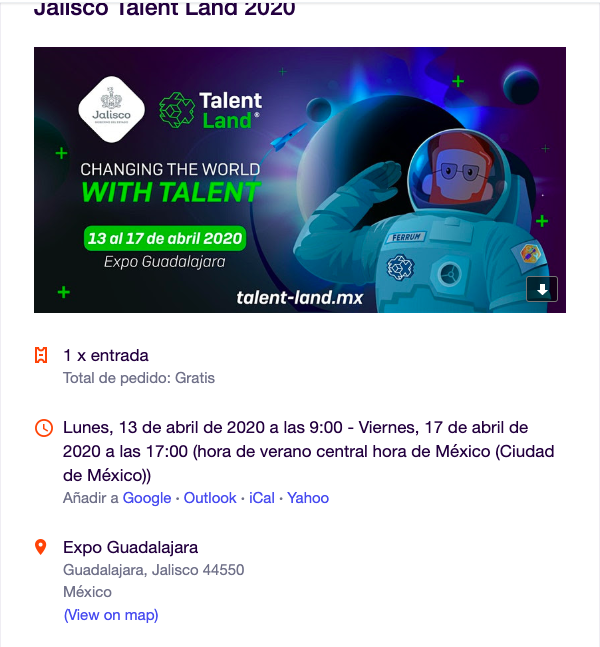 Jalisco Talent Land 2020
Jalisco
Talent
Land®
CHANGING THE WORLD
WITH TALENT
13 al 17 de abril 2020
Expo Guadalajara
FERRUM
talent-land.mx
1 x entrada
Total de pedido: Gratis
Lunes, 13 de abril de 2020 a las 9:00 - Viernes, 17 de abril de
2020 a las 17:00 (hora de verano central hora de México (Ciudad
de México))
Añadir a Google · Outlook · iCal · Yahoo
Expo Guadalajara
Guadalajara, Jalisco 44550
México
(View on map)